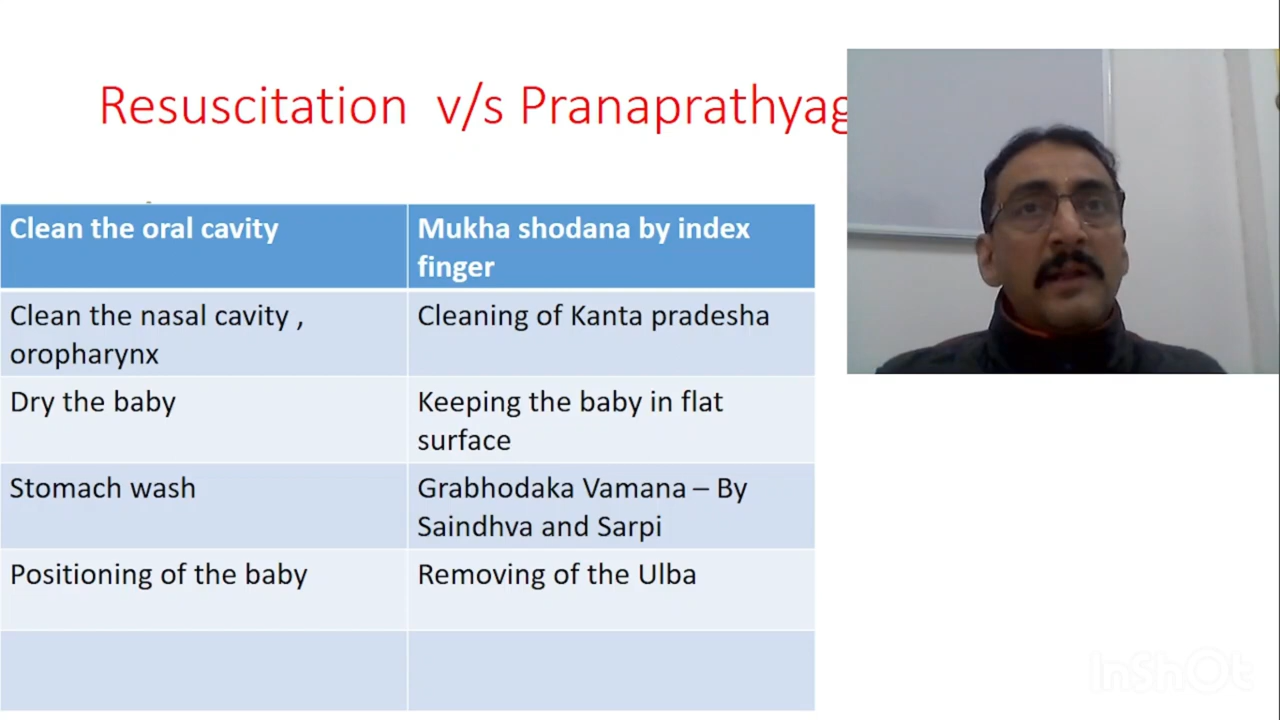 Resuscitation v/s Pranaprathyag
Clean the oral cavity
Mukha shodana by index
finger
Clean the nasal cavity ,
oropharynx
Cleaning of Kanta pradesha
Dry the baby
Keeping the baby in flat
surface
Stomach wash
Grabhodaka Vamana – By
Saindhva and Sarpi
Positioning of the baby
Removing of the Ulba
InShOt